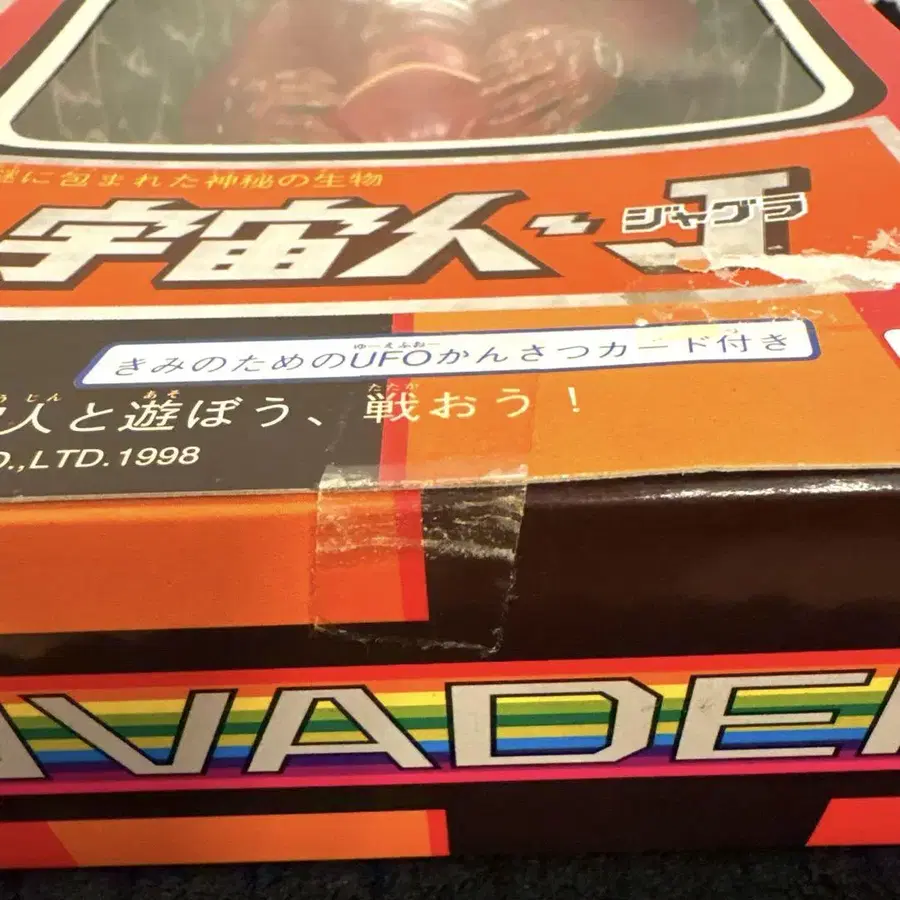 謎に包まれた神秘の生物
宇宙人~J
ジャグラ
きみのためのUFOかんさつカード付き
ゆーえふおー
人と遊ぼう、戦おう！
じん あそ たたか
LTD.1998
VADE